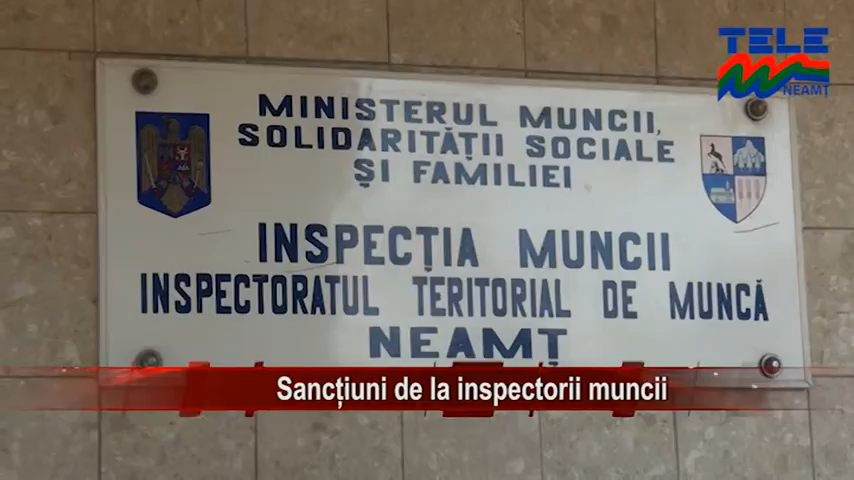 TELE
NEAMȚ
MINISTERUL MUNCII,
SOLIDARITĂȚII SOCIALE
ȘI FAMILIEI
INSPECȚIA MUNCII
INSPECTORATUL TERITORIAL DE MUNCĂ
NEAMȚ
Sancțiuni de la inspectorii muncii